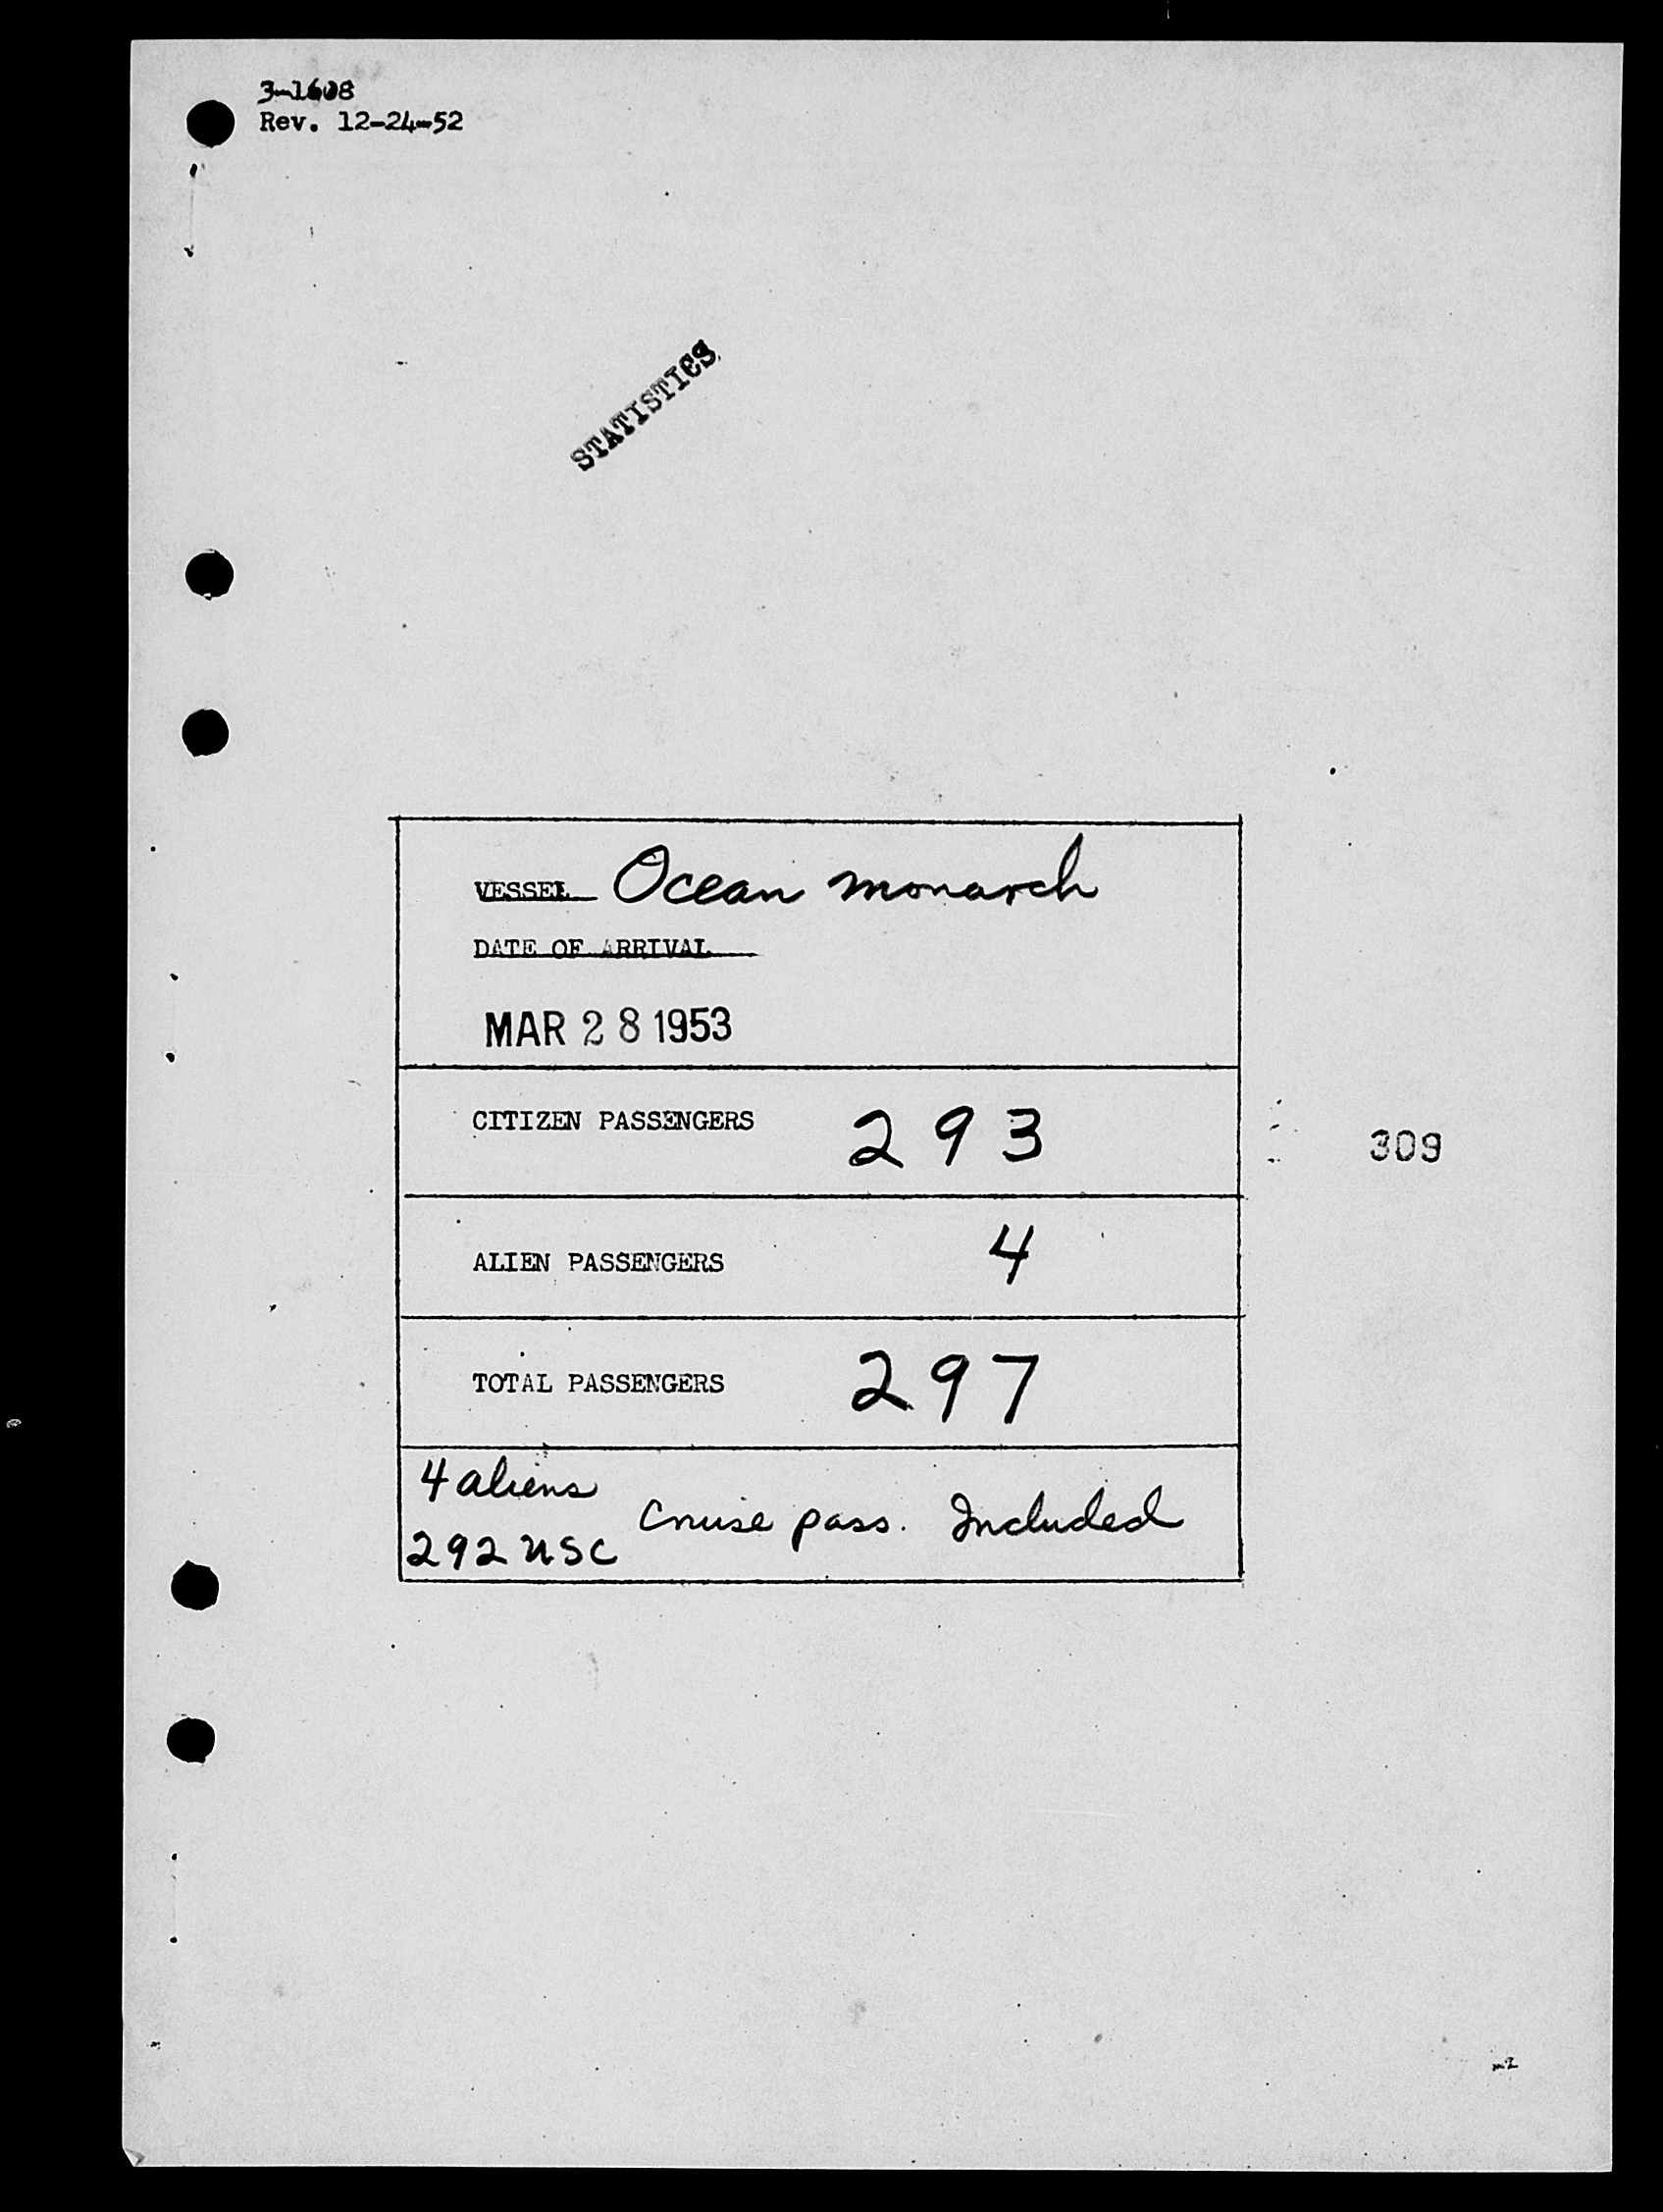 3-1608
Rev. 12-24-52
STATISTICS
VESSEL Ocean Monarch
DATE OF ARRIVAL
MAR 28 1953
CITIZEN PASSENGERS 293
309
ALIEN PASSENGERS 4
TOTAL PASSENGERS 297
4 aliens
Cruise pass. Included
292 USC